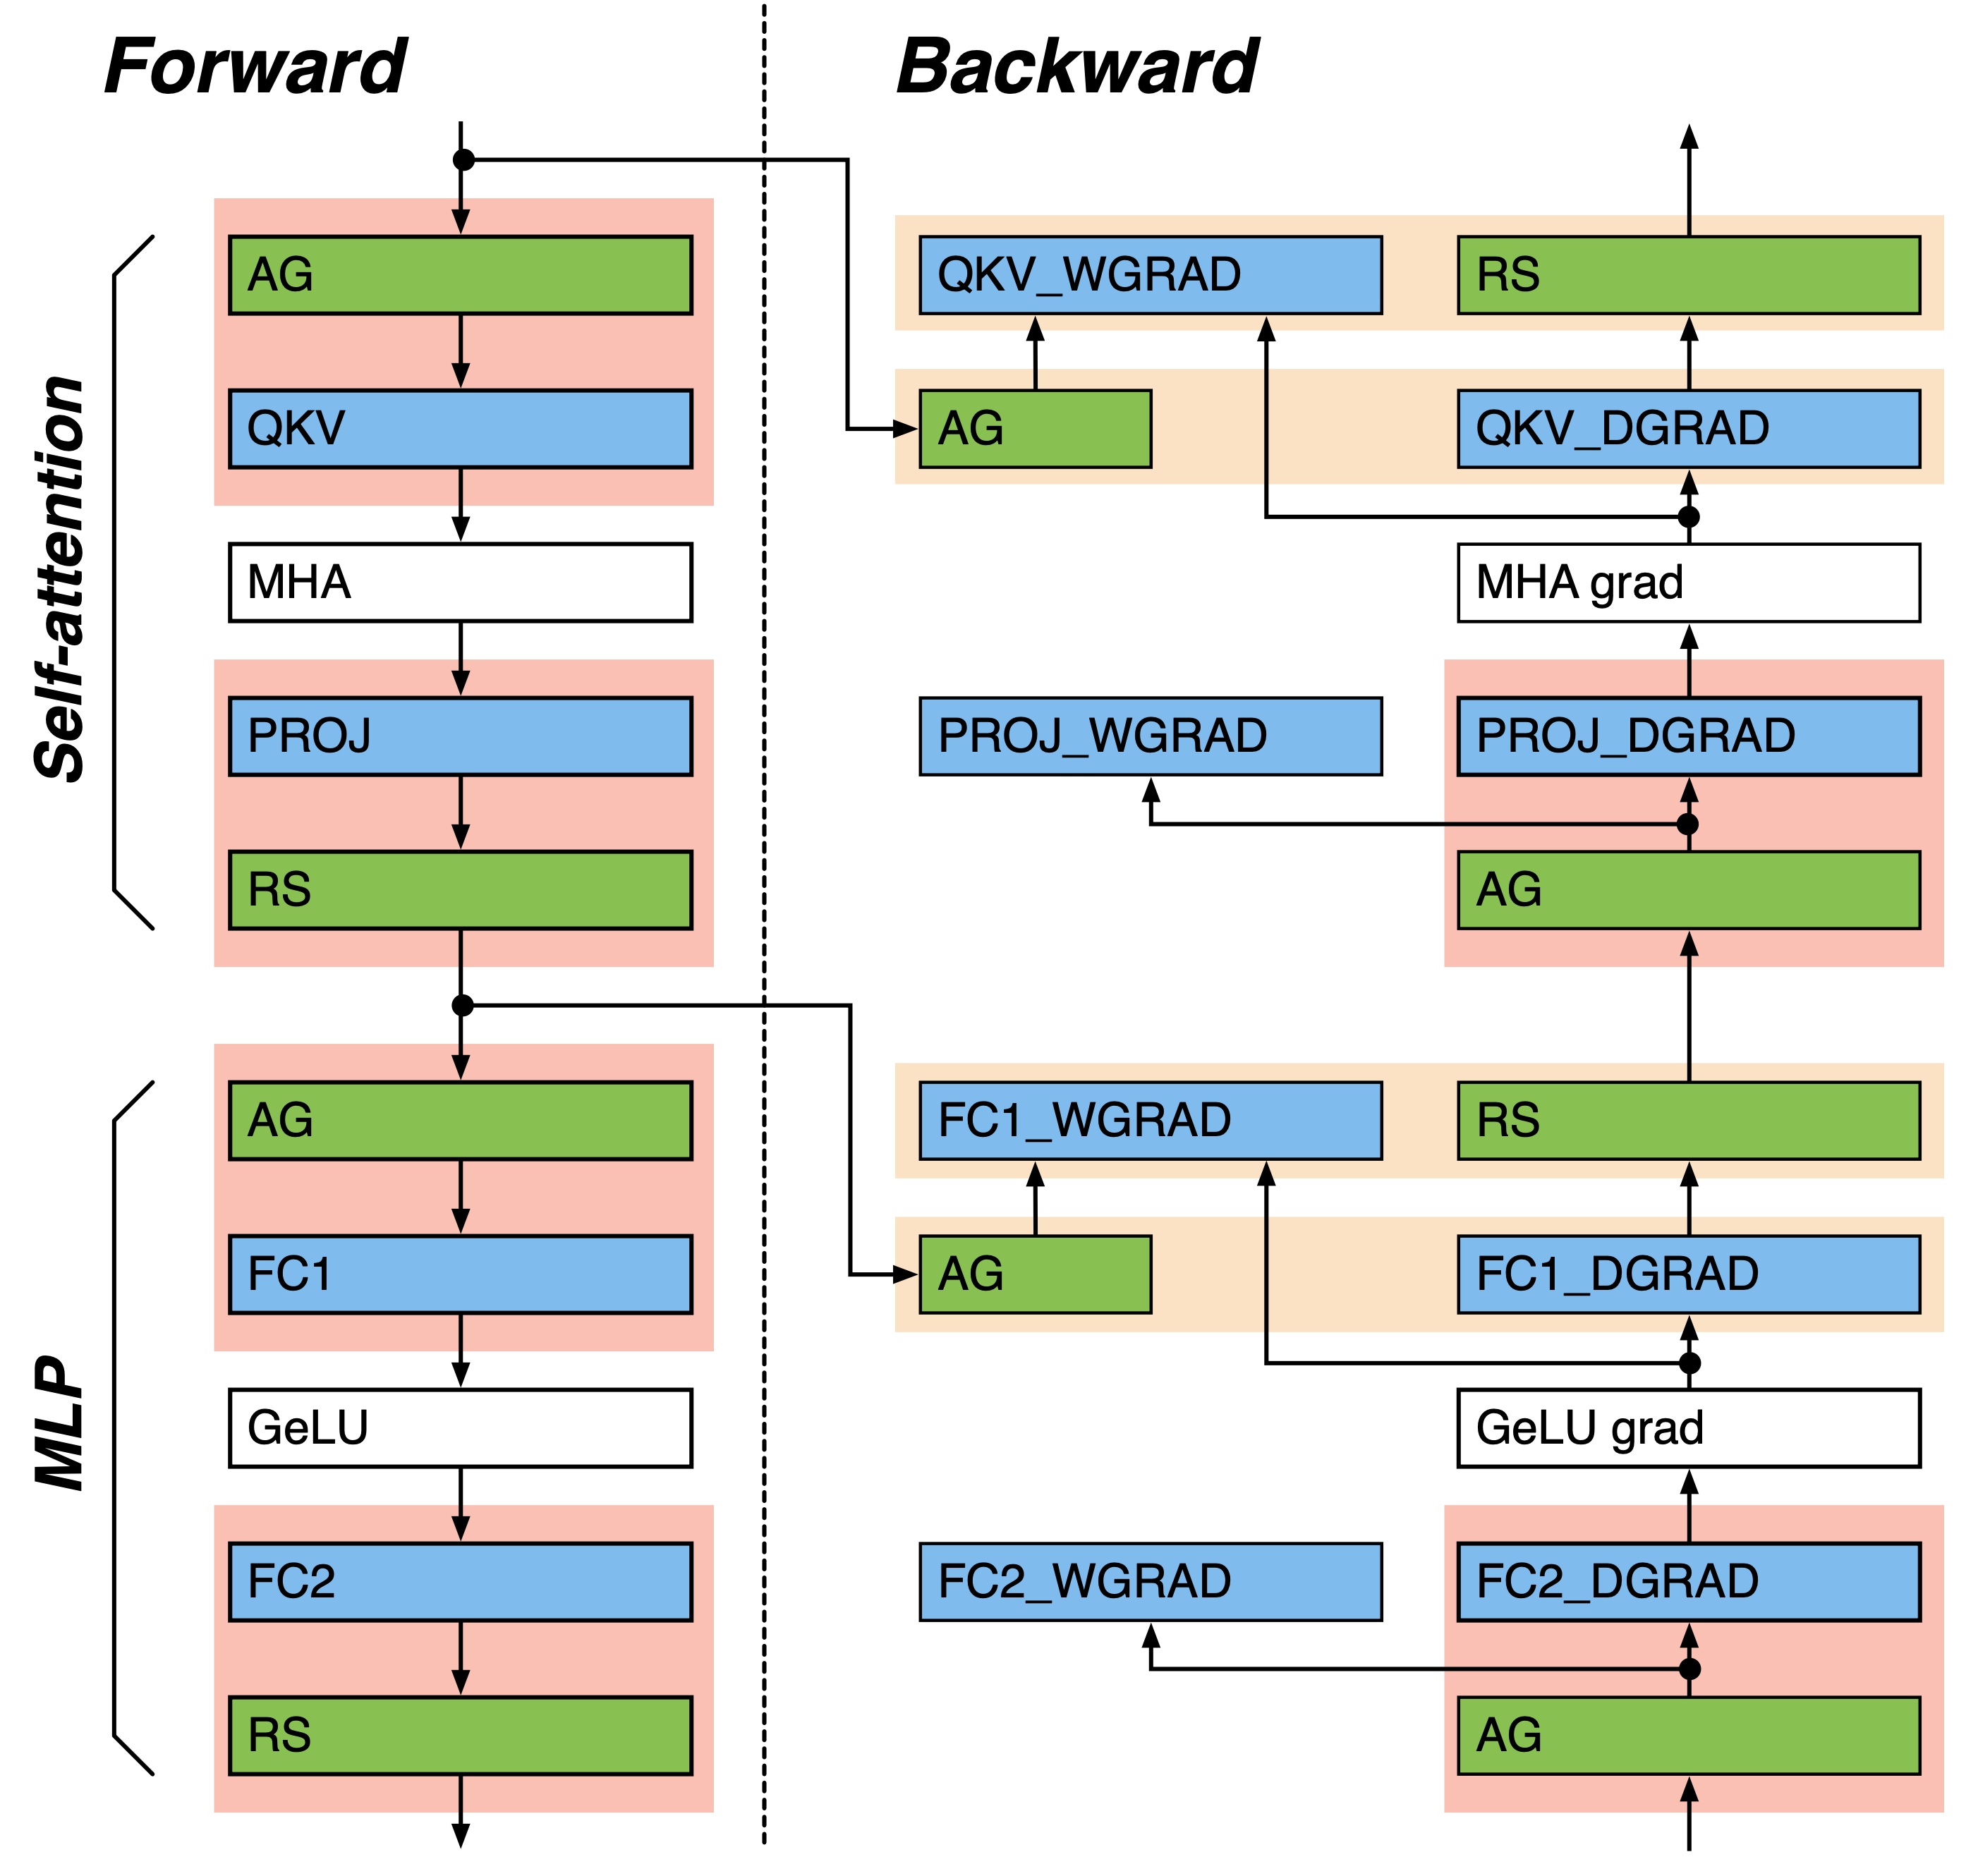 Forward
Self-attention
AG
QKV
MHA
PROJ
RS
MLP
AG
FC1
GeLU
FC2
RS
Backward
QKV_WGRAD
RS
AG
QKV_DGRAD
MHA grad
PROJ_WGRAD
PROJ_DGRAD
AG
FC1_WGRAD
RS
AG
FC1_DGRAD
GeLU grad
FC2_WGRAD
FC2_DGRAD
AG